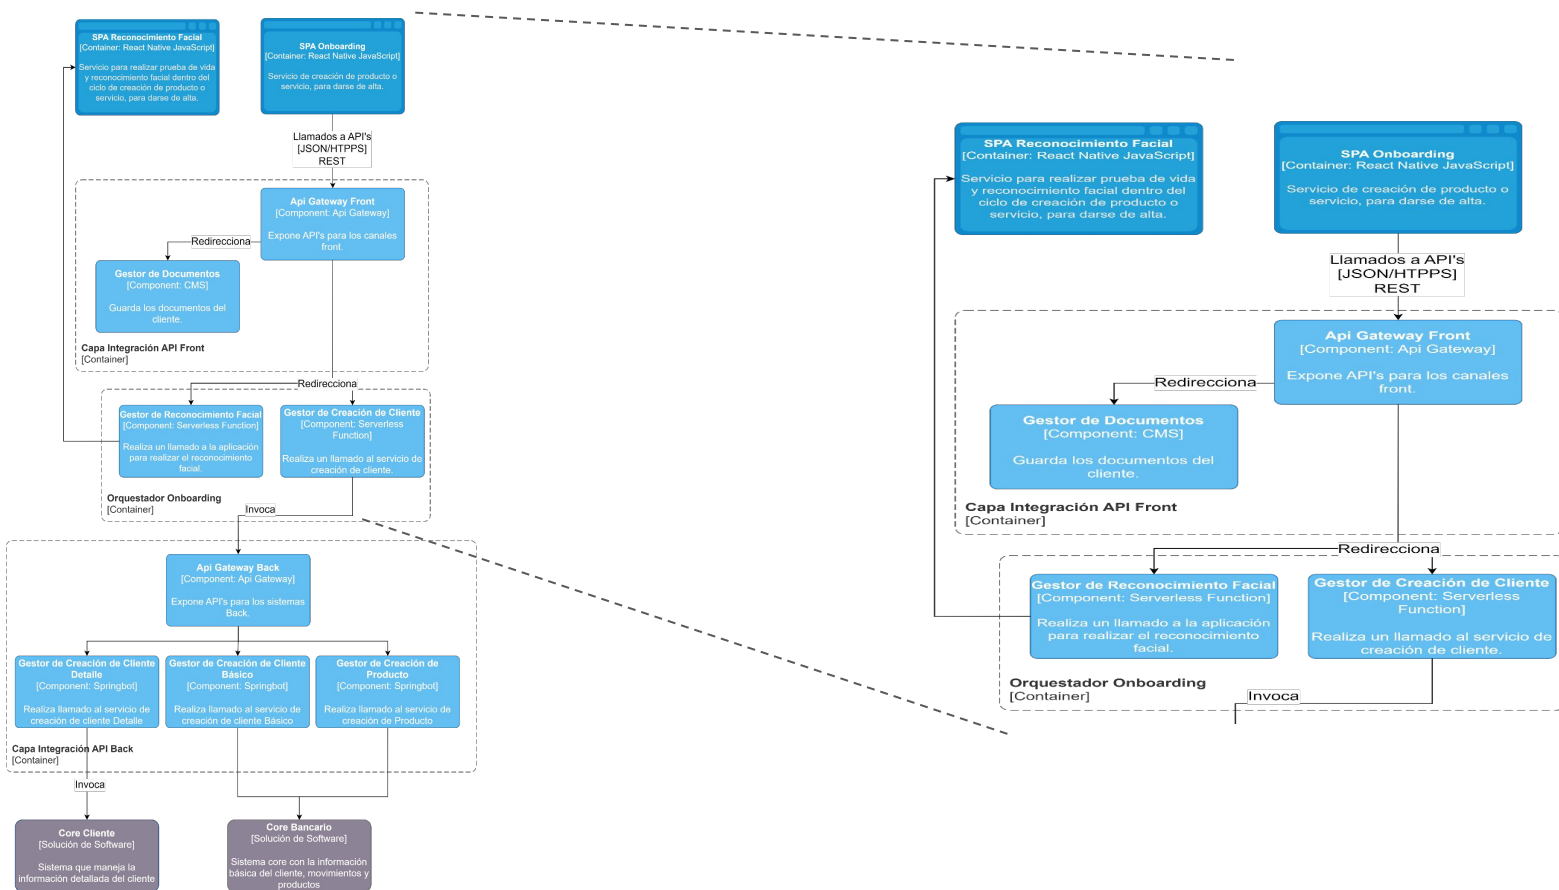 SPA Reconocimiento Facial
[Container: React Native JavaScript]
Servicio para realizar prueba de vida
y reconocimiento facial dentro del
ciclo de creación de producto o
servicio, para darse de alta.
SPA Onboarding
[Container: React Native JavaScript]
Servicio de creación de producto o
servicio, para darse de alta.
Llamados a API's
[JSON/HTPPS]
REST
Api Gateway Front
[Component: Api Gateway]
Expone API's para los canales
front.
Redirecciona
Gestor de Documentos
[Component: CMS]
Guarda los documentos del
cliente.
Capa Integración API Front
[Container]
Redirecciona
Gestor de Reconocimiento Facial
[Component: Serverless Function]
Realiza un llamado a la aplicación
para realizar el reconocimiento
facial.
Gestor de Creación de Cliente
[Component: Serverless
Function]
Realiza un llamado al servicio de
creación de cliente.
Orquestador Onboarding
[Container]
Invoca
Api Gateway Back
[Component: Api Gateway]
Expone API's para los sistemas
Back.
Gestor de Creación de Cliente
Detalle
[Component: Springbot]
Realiza llamado al servicio de
creación de cliente Detalle
Gestor de Creación de Cliente
Básico
[Component: Springbot]
Realiza llamado al servicio de
creación de cliente Básico
Gestor de Creación de
Producto
[Component: Springbot]
Realiza llamado al servicio de
creación de Producto
Capa Integración API Back
[Container]
Invoca
Core Cliente
[Solución de Software]
Sistema que maneja la
información detallada del cliente
Core Bancario
[Solución de Software]
Sistema core con la información
básica del cliente, movimientos y
productos
SPA Reconocimiento Facial
[Container: React Native JavaScript]
Servicio para realizar prueba de vida
y reconocimiento facial dentro del
ciclo de creación de producto o
servicio, para darse de alta.
SPA Onboarding
[Container: React Native JavaScript]
Servicio de creación de producto o
servicio, para darse de alta.
Llamados a API's
[JSON/HTPPS]
REST
Api Gateway Front
[Component: Api Gateway]
Expone API's para los canales
front.
Redirecciona
Gestor de Documentos
[Component: CMS]
Guarda los documentos del
cliente.
Capa Integración API Front
[Container]
Redirecciona
Gestor de Reconocimiento Facial
[Component: Serverless Function]
Realiza un llamado a la aplicación
para realizar el reconocimiento
facial.
Gestor de Creación de Cliente
[Component: Serverless
Function]
Realiza un llamado al servicio de
creación de cliente.
Orquestador Onboarding
[Container]
Invoca